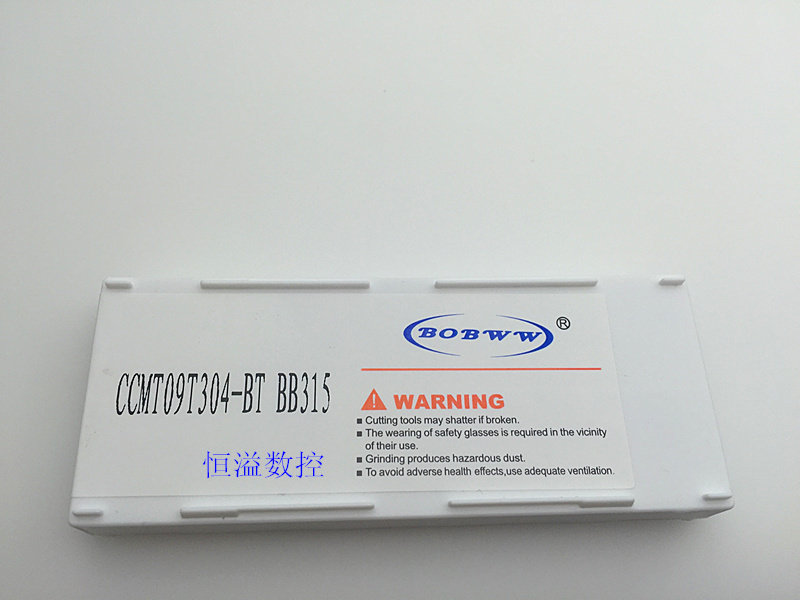 BOBWW®
CCMT09T304-BT BB315
WARNING
Cutting tools may shatter if broken.
The wearing of safety glasses is required in the vicinity
of their use.
Grinding produces hazardous dust.
To avoid adverse health effects,use adequate ventilation.
恒溢数控